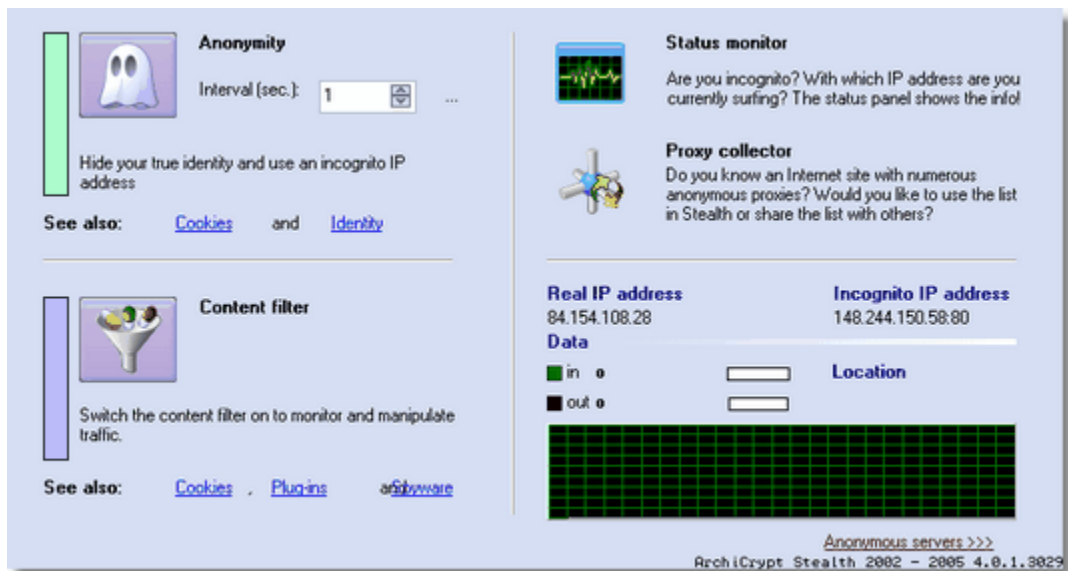 Anonymity
Interval (sec.): 1 ...
Hide your true identity and use an incognito IP
address
See also: Cookies and Identity
Content filter
Switch the content filter on to monitor and manipulate
traffic.
See also: Cookies , Plug-ins and Spyware
Status monitor
Are you incognito? With which IP address are you
currently surfing? The status panel shows the info!
Proxy collector
Do you know an Internet site with numerous
anonymous proxies? Would you like to use the list
in Stealth or share the list with others?
Real IP address Incognito IP address
84.154.108.28 148.244.150.58:80
Data
in 0 Location
out 0
Anonymous servers >>>
ArchiCrypt Stealth 2002 - 2005 4.0.1.3029